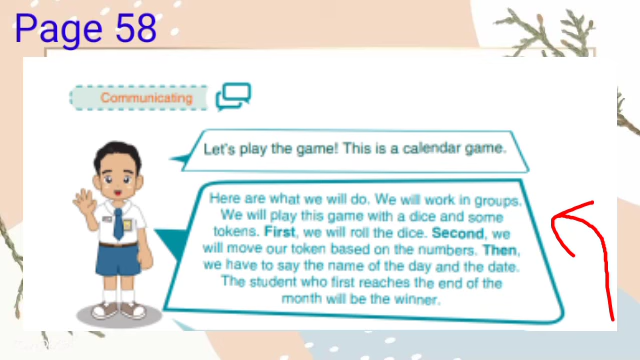 Page 58
Communicating
Let's play the game! This is a calendar game.
Here are what we will do. We will work in groups.
We will play this game with a dice and some
tokens. First, we will roll the dice. Second, we
will move our token based on the numbers. Then,
we have to say the name of the day and the date.
The student who first reaches the end of the
month will be the winner.